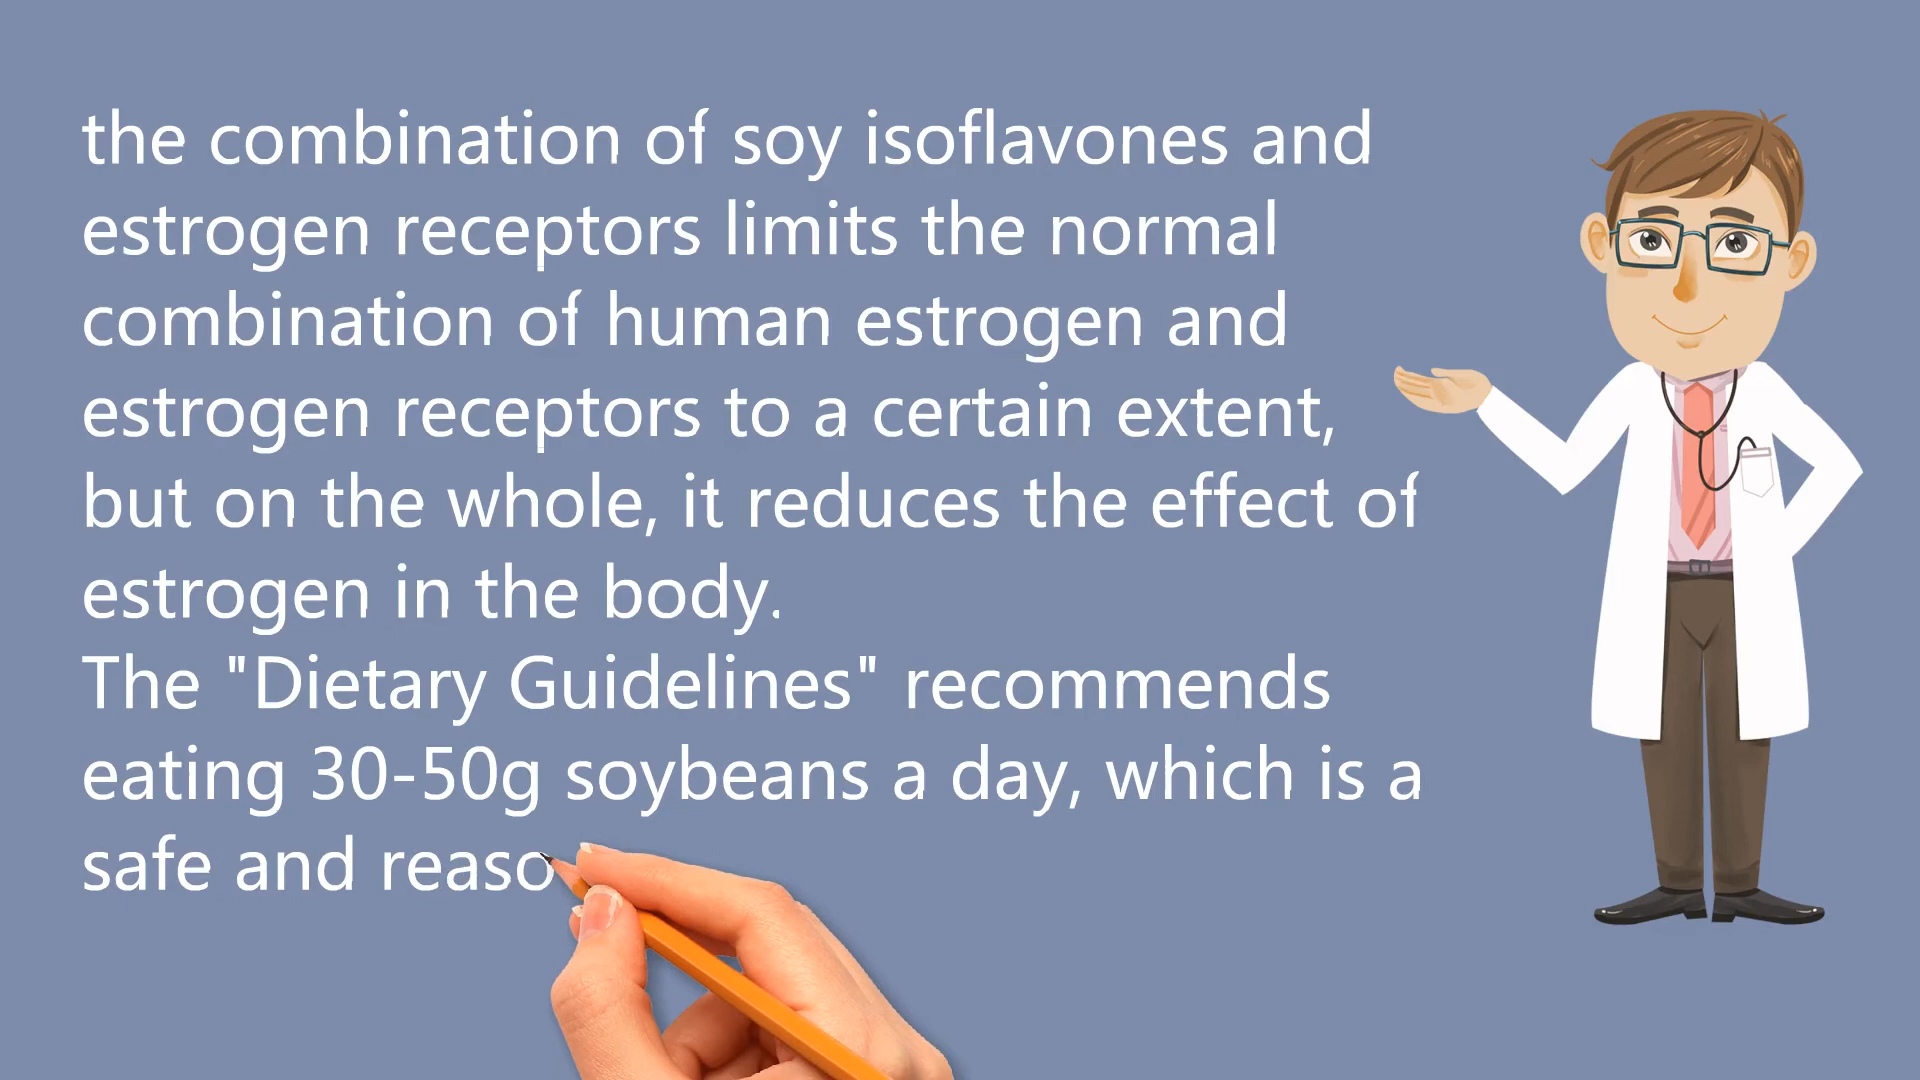 the combination of soy isoflavones and
estrogen receptors limits the normal
combination of human estrogen and
estrogen receptors to a certain extent,
but on the whole, it reduces the effect of
estrogen in the body.
The "Dietary Guidelines" recommends
eating 30-50g soybeans a day, which is a
safe and reaso